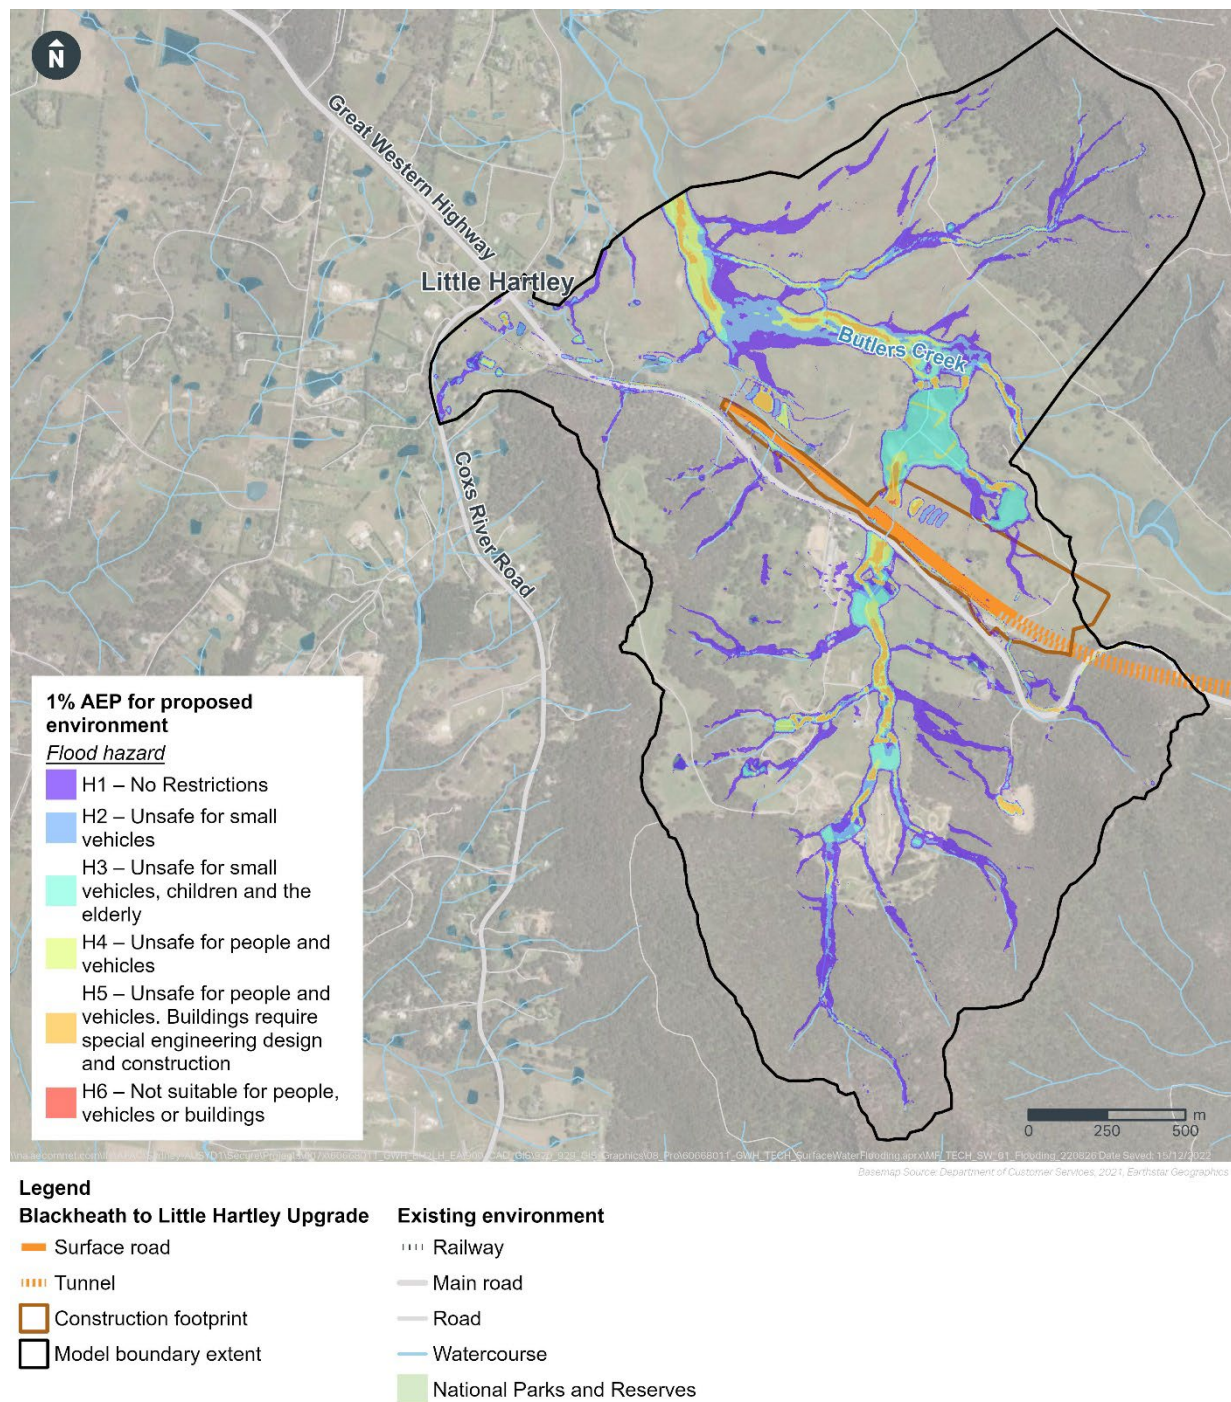 N
Great Western Highway
Little Hartley
Butlers Creek
Coxs River Road
1% AEP for proposed
environment
Flood hazard
H1 – No Restrictions
H2 – Unsafe for small
vehicles
H3 – Unsafe for small
vehicles, children and the
elderly
H4 – Unsafe for people and
vehicles
H5 – Unsafe for people and
vehicles. Buildings require
special engineering design
and construction
H6 – Not suitable for people,
vehicles or buildings
m
0 250 500
Date Saved: 15/12/2022
Basemap Source: Department of Customer Services, 2021, Earthstar Geographics
Legend
Blackheath to Little Hartley Upgrade
Surface road
Tunnel
Construction footprint
Model boundary extent
Existing environment
Railway
Main road
Road
Watercourse
National Parks and Reserves